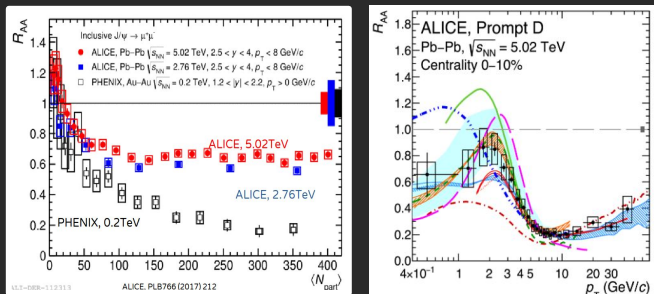 R_AA
1.4
1.2
1
0.8
0.6
0.4
0.2
0
Inclusive J/ψ → μ⁺μ⁻
ALICE, Pb−Pb √s_NN = 5.02 TeV, 2.5 < y < 4, p_T < 8 GeV/c
ALICE, Pb−Pb √s_NN = 2.76 TeV, 2.5 < y < 4, p_T < 8 GeV/c
PHENIX, Au−Au √s_NN = 0.2 TeV, 1.2 < |y| < 2.2, p_T > 0 GeV/c
ALICE, 5.02TeV
ALICE, 2.76TeV
PHENIX, 0.2TeV
0 50 100 150 200 250 300 350 400
⟨N_part⟩
ALICE, PLB766 (2017) 212
R_AA
1.8
1.6
1.4
1.2
1.0
0.8
0.6
0.4
0.2
0.0
ALICE, Prompt D
Pb−Pb, √s_NN = 5.02 TeV
Centrality 0−10%
4×10⁻¹ 1 2 3 4 5 10 20 30
p_T (GeV/c)